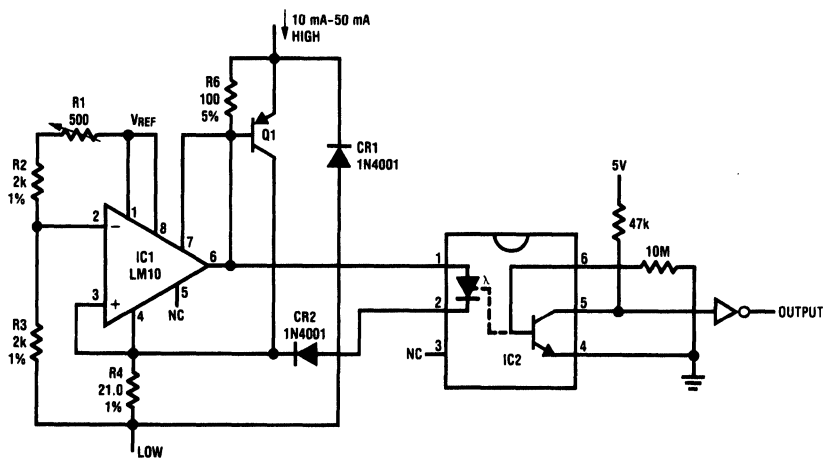 10 mA-50 mA
HIGH
R6
100
5%
R1
500
VREF
Q1
CR1
1N4001
R2
2k
1%
5V
47k
2
−
1
8
7
IC1
LM10
6
5
NC
3
+
4
10M
1
6
λ
2
5
OUTPUT
CR2
1N4001
R3
2k
1%
NC
3
IC2
4
R4
21.0
1%
LOW